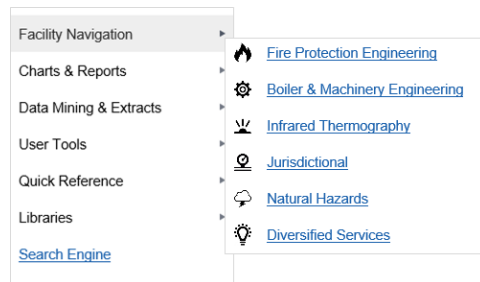 Facility Navigation
Charts & Reports
Data Mining & Extracts
User Tools
Quick Reference
Libraries
Search Engine
Fire Protection Engineering
Boiler & Machinery Engineering
Infrared Thermography
Jurisdictional
Natural Hazards
Diversified Services